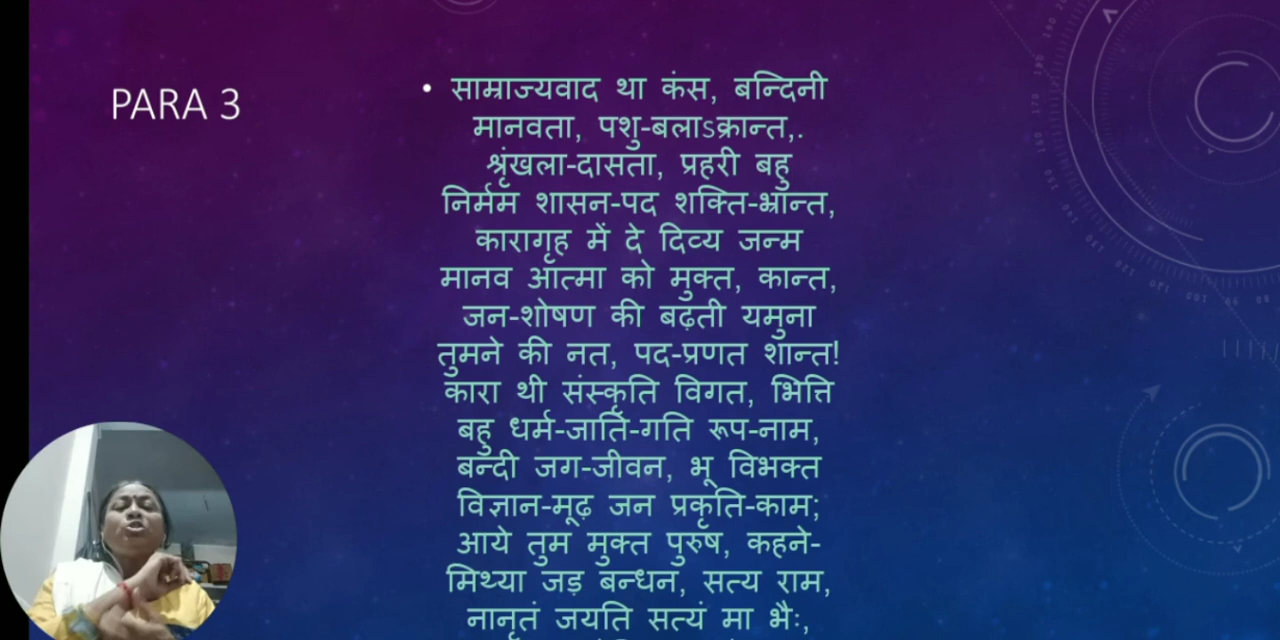 PARA 3
• साम्राज्यवाद था कंस, बन्दिनी
मानवता, पशु-बलाऽक्रान्त,.
श्रृंखला-दासता, प्रहरी बहु
निर्मम शासन-पद शक्ति-भ्रान्त,
कारागृह में दे दिव्य जन्म
मानव आत्मा को मुक्त, कान्त,
जन-शोषण की बढ़ती यमुना
तुमने की नत, पद-प्रणत शान्त!
कारा थी संस्कृति विगत, भित्ति
बहु धर्म-जाति-गति रूप-नाम,
बन्दी जग-जीवन, भू विभक्त
विज्ञान-मूढ़ जन प्रकृति-काम;
आये तुम मुक्त पुरुष, कहने-
मिथ्या जड़ बन्धन, सत्य राम,
नानृतं जयति सत्यं मा भैः,